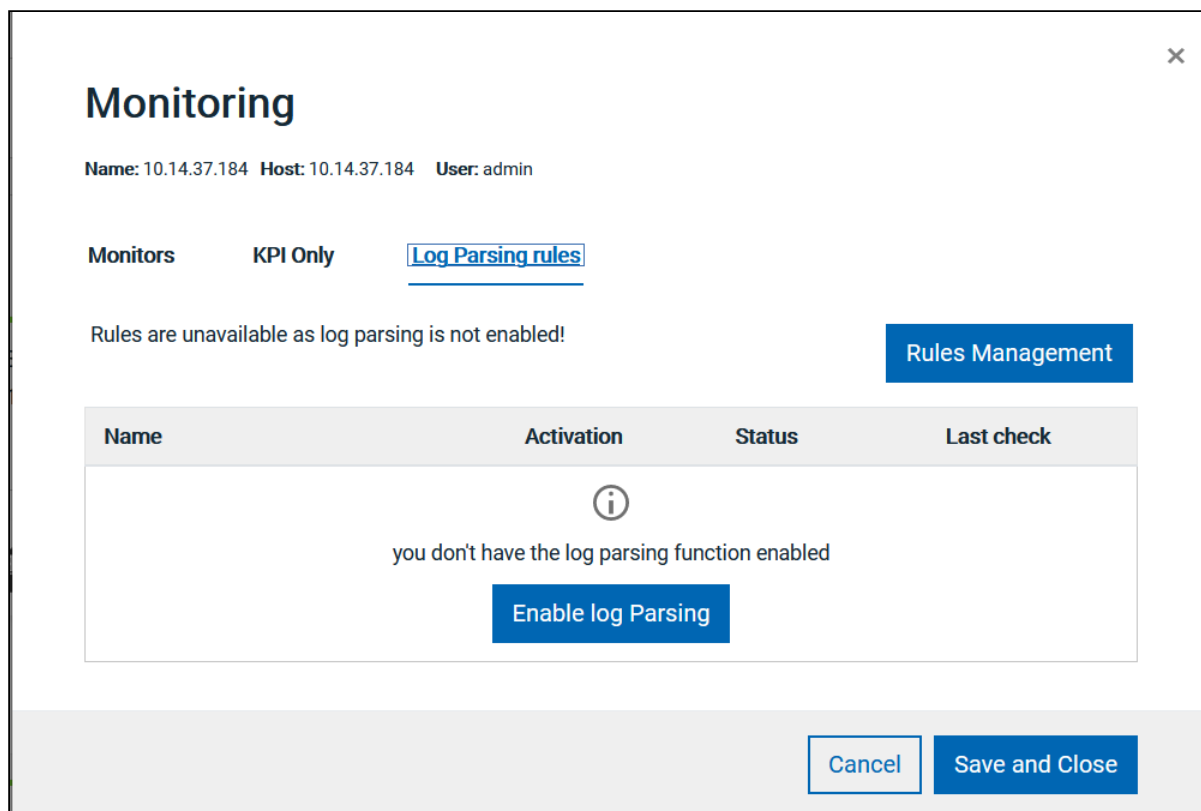 ×
Monitoring
Name: 10.14.37.184 Host: 10.14.37.184 User: admin
Monitors KPI Only Log Parsing rules
Rules are unavailable as log parsing is not enabled!
Rules Management
Name Activation Status Last check
you don't have the log parsing function enabled
Enable log Parsing
Cancel Save and Close